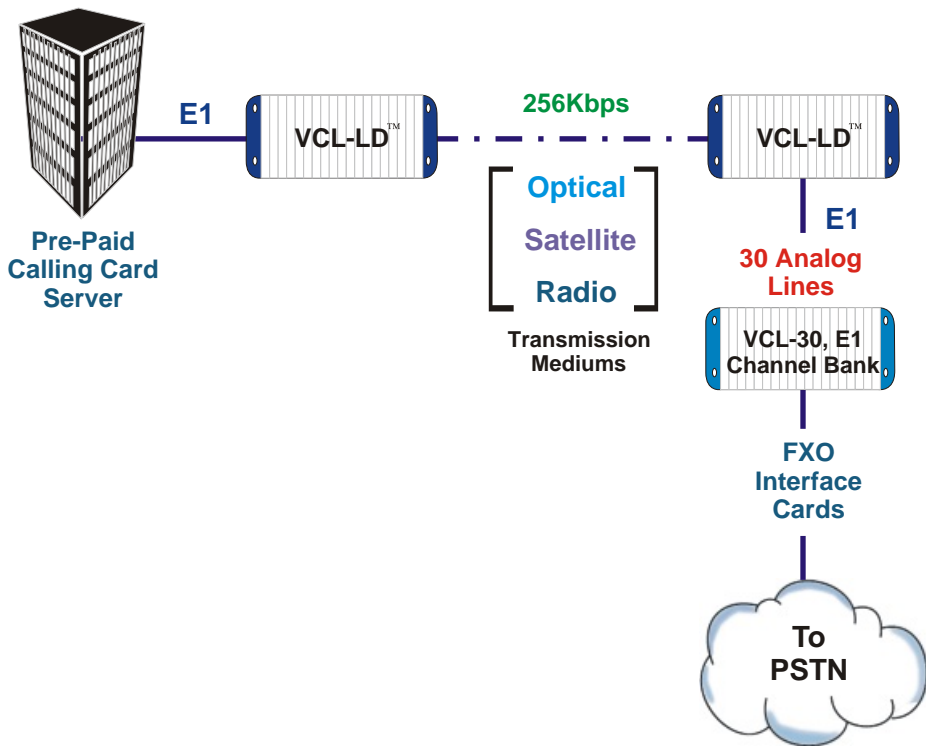 E1
VCL-LD™
256Kbps
VCL-LD™
Optical
Satellite
Radio
Transmission
Mediums
Pre-Paid
Calling Card
Server
E1
30 Analog
Lines
VCL-30, E1
Channel Bank
FXO
Interface
Cards
To
PSTN